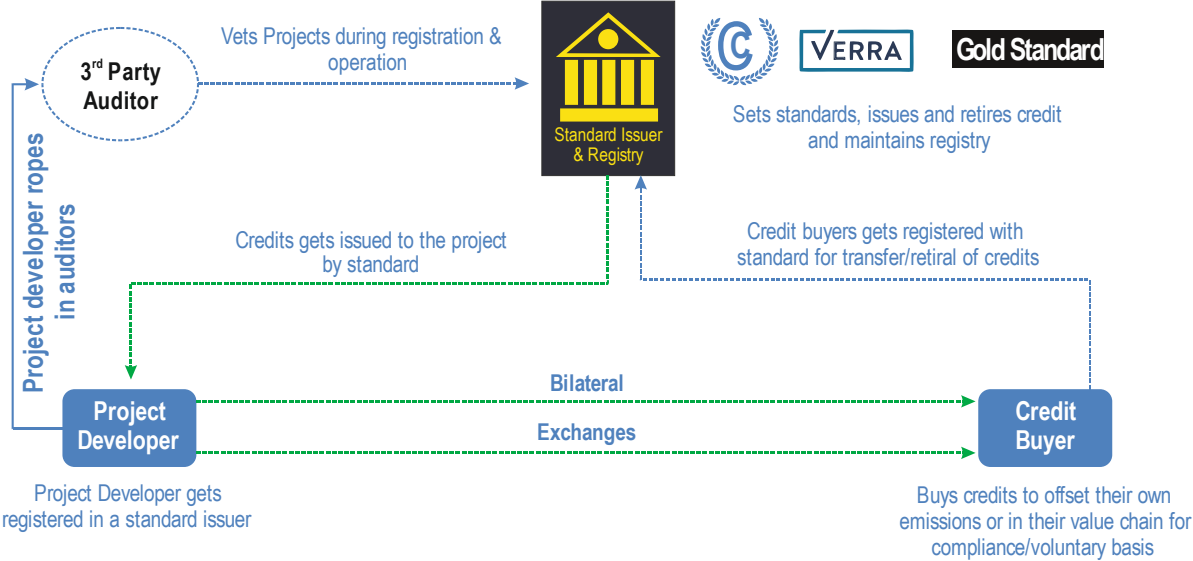 Vets Projects during registration &
operation
3rd Party
Auditor
Standard Issuer
& Registry
C
VERRA
Gold Standard
Sets standards, issues and retires credit
and maintains registry
Project developer ropes
in auditors
Credits gets issued to the project
by standard
Credit buyers gets registered with
standard for transfer/retiral of credits
Bilateral
Exchanges
Project
Developer
Credit
Buyer
Project Developer gets
registered in a standard issuer
Buys credits to offset their own
emissions or in their value chain for
compliance/voluntary basis